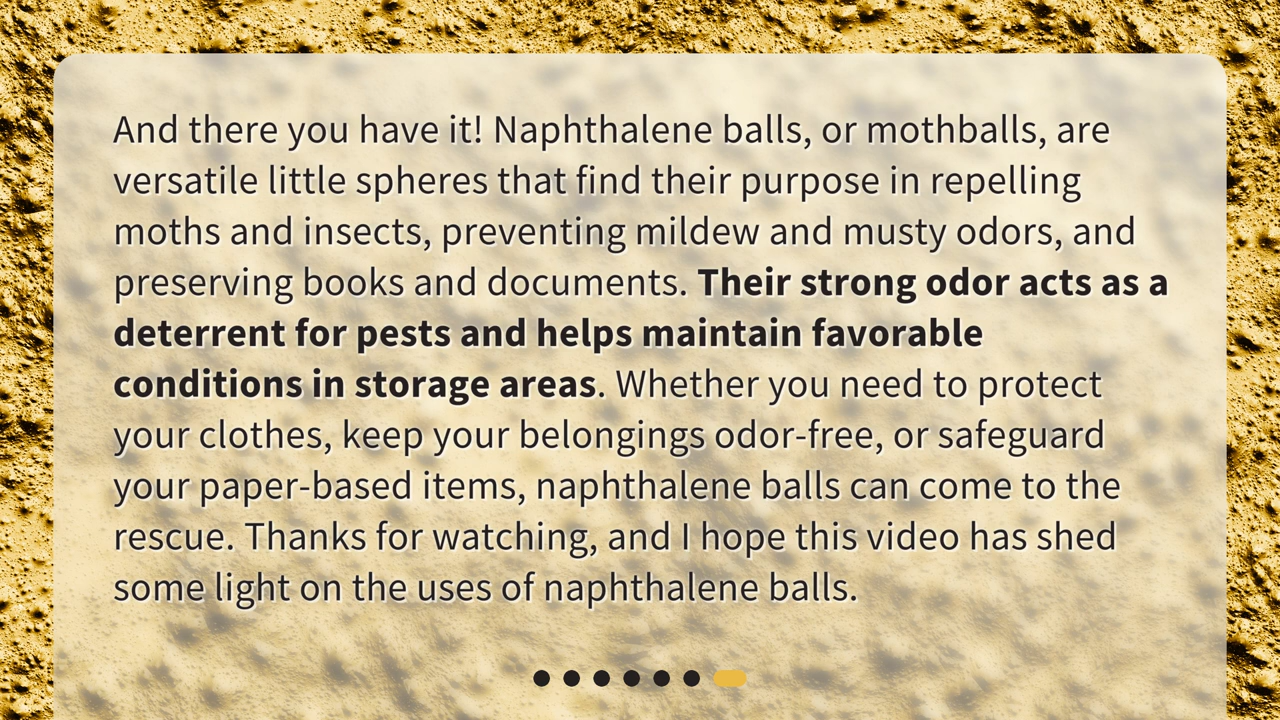 And there you have it! Naphthalene balls, or mothballs, are
versatile little spheres that find their purpose in repelling
moths and insects, preventing mildew and musty odors, and
preserving books and documents. Their strong odor acts as a
deterrent for pests and helps maintain favorable
conditions in storage areas. Whether you need to protect
your clothes, keep your belongings odor-free, or safeguard
your paper-based items, naphthalene balls can come to the
rescue. Thanks for watching, and I hope this video has shed
some light on the uses of naphthalene balls.